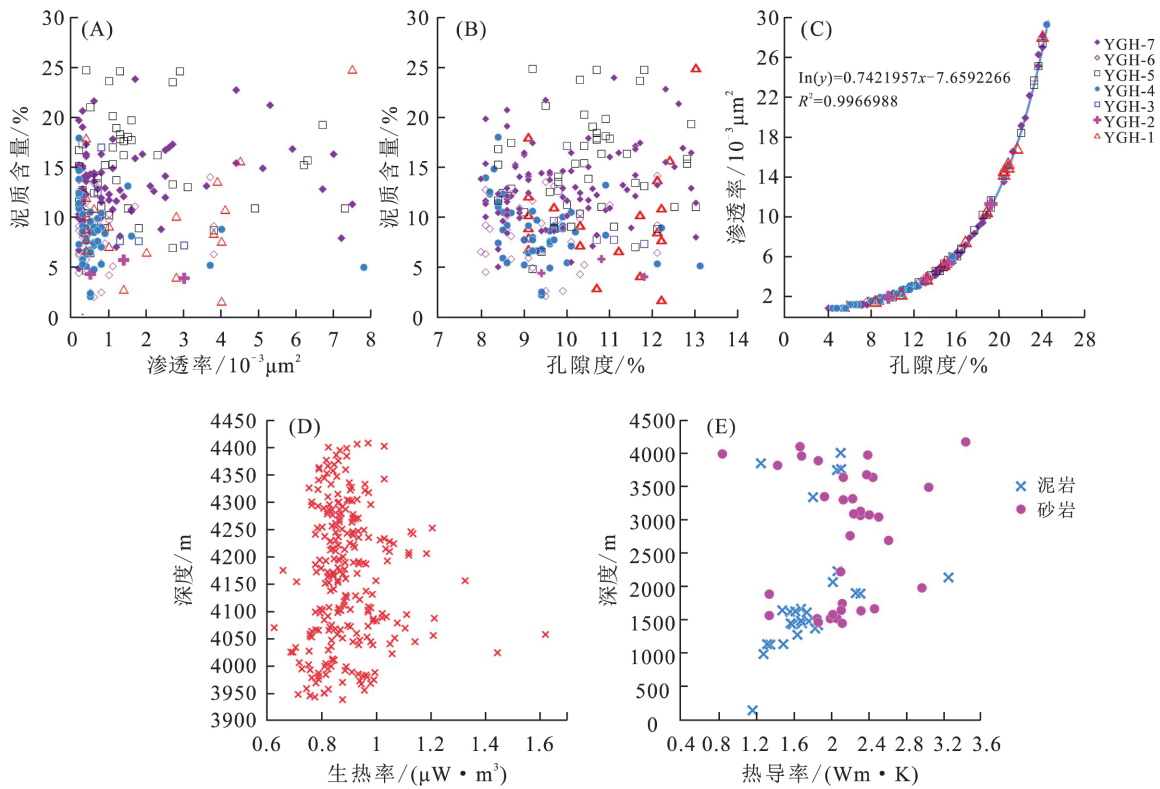 (A)
30
25
20
15
10
5
0
泥质含量/%
0 1 2 3 4 5 6 7 8
渗透率/10⁻³μm²
(B)
30
25
20
15
10
5
0
泥质含量/%
6 7 8 9 10 11 12 13 14
孔隙度/%
(C)
30
26
22
18
14
10
6
2
渗透率/10⁻³μm²
In(y)=0.7421957x−7.6592266
R²=0.9966988
0 4 8 12 16 20 24 28
孔隙度/%
YGH-7
YGH-6
YGH-5
YGH-4
YGH-3
YGH-2
YGH-1
(D)
4450
4400
4350
4300
4250
4200
4150
4100
4050
4000
3950
3900
深度/m
0.6 0.8 1 1.2 1.4 1.6
生热率/(μW·m³)
(E)
4500
4000
3500
3000
2500
2000
1500
1000
500
0
深度/m
0.4 0.8 1.2 1.6 2 2.4 2.8 3.2 3.6
热导率/(Wm·K)
泥岩
砂岩